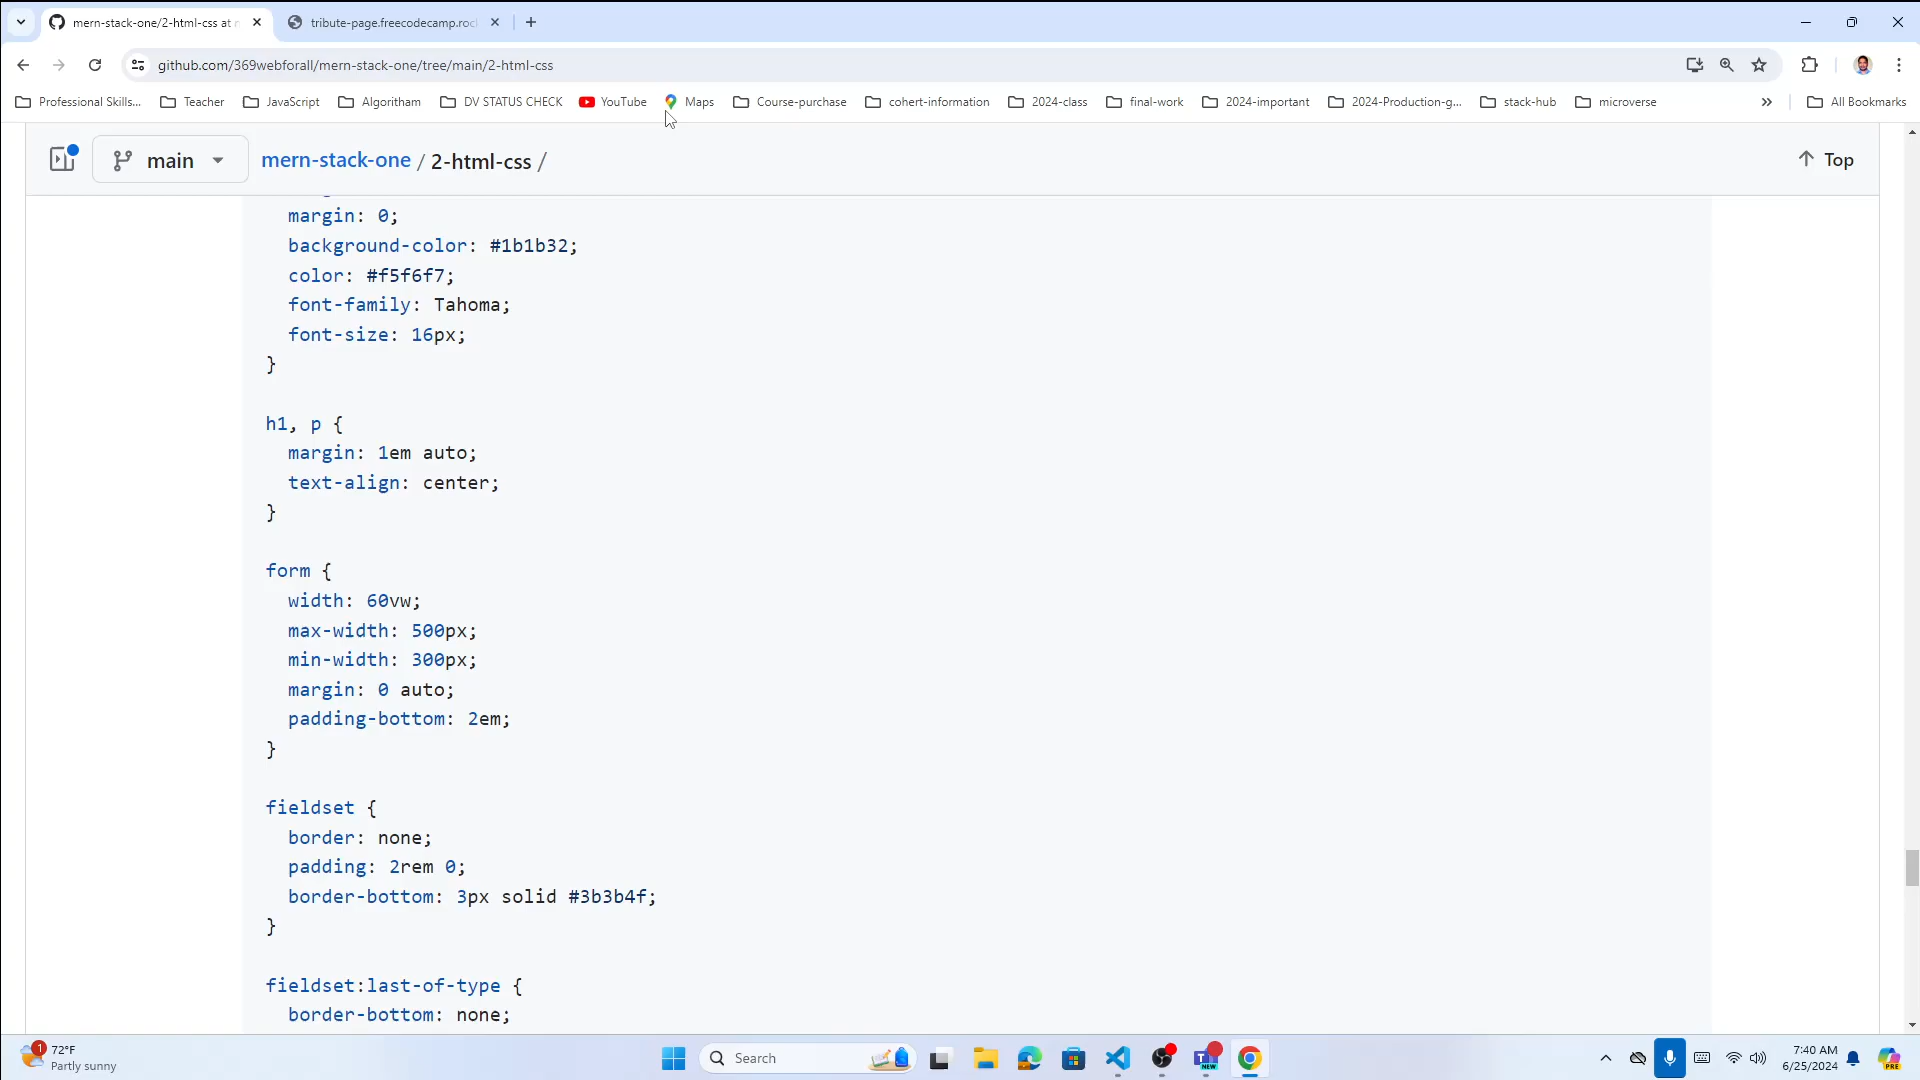 mern-stack-one/2-html-css at
tribute-page.freecodecamp.roc
github.com/369webforall/mern-stack-one/tree/main/2-html-css
Professional Skills...
Teacher
JavaScript
Algoritham
DV STATUS CHECK
YouTube
Maps
Course-purchase
cohert-information
2024-class
final-work
2024-important
2024-Production-g...
stack-hub
microverse
»
All Bookmarks
main
mern-stack-one / 2-html-css /
Top
margin: 0;
background-color: #1b1b32;
color: #f5f6f7;
font-family: Tahoma;
font-size: 16px;
}
h1, p {
margin: 1em auto;
text-align: center;
}
form {
width: 60vw;
max-width: 500px;
min-width: 300px;
margin: 0 auto;
padding-bottom: 2em;
}
fieldset {
border: none;
padding: 2rem 0;
border-bottom: 3px solid #3b3b4f;
}
fieldset:last-of-type {
border-bottom: none;
1
72°F
Partly sunny
Search
NEW
7:40 AM
6/25/2024
PRE